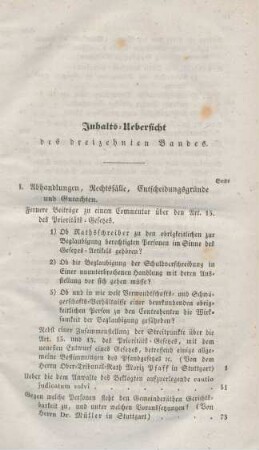 Inhalts-Uebersicht
des dreizehnten Bandes.
Seite
I. Abhandlungen, Rechtsfälle, Entscheidungsgründe
und Gutachten.
Fernere Beiträge zu einem Commentar über den Art. 15.
des Prioritäts-Gesetzes.
1) Ob Rathsschreiber zu den obrigkeitlichen zur
Beglaubigung berechtigten Personen im Sinne des
Gesetzes-Artikels gehören?
2) Ob die Beglaubigung der Schuldverschreibung in
Einer ununterbrochenen Handlung mit deren Aus-
stellung vor sich gehen müsse?
3) Ob und in wie weit Verwandtschafts- und Schwä-
gerschafts-Verhältnisse einer beurkundenden obrig-
keitlichen Person zu den Contrahenten die Wirk-
samkeit der Beglaubigung gefährden?
Nebst einer Zusammenstellung der Streitpunkte über die
Art. 15. und des Prioritäts-Gesetzes, mit dem
neuesten Entwurf eines Gesetzes, betreffend einige allge-
meine Bestimmungen des Pfandgesetzes (Von dem
Herrn Ober-Tribunal-Rath Pfaff in Stuttgart) 3
Ueber die dem Anwalte des Beklagten aufzuerlegende cautio
judicatum solvi 51
Gegen welche Personen steht den Gemeinderäthen Gerichts-
barkeit zu, und unter welchen Voraussetzungen? (Von
Herrn Dr. Müller in Stuttgart) 73